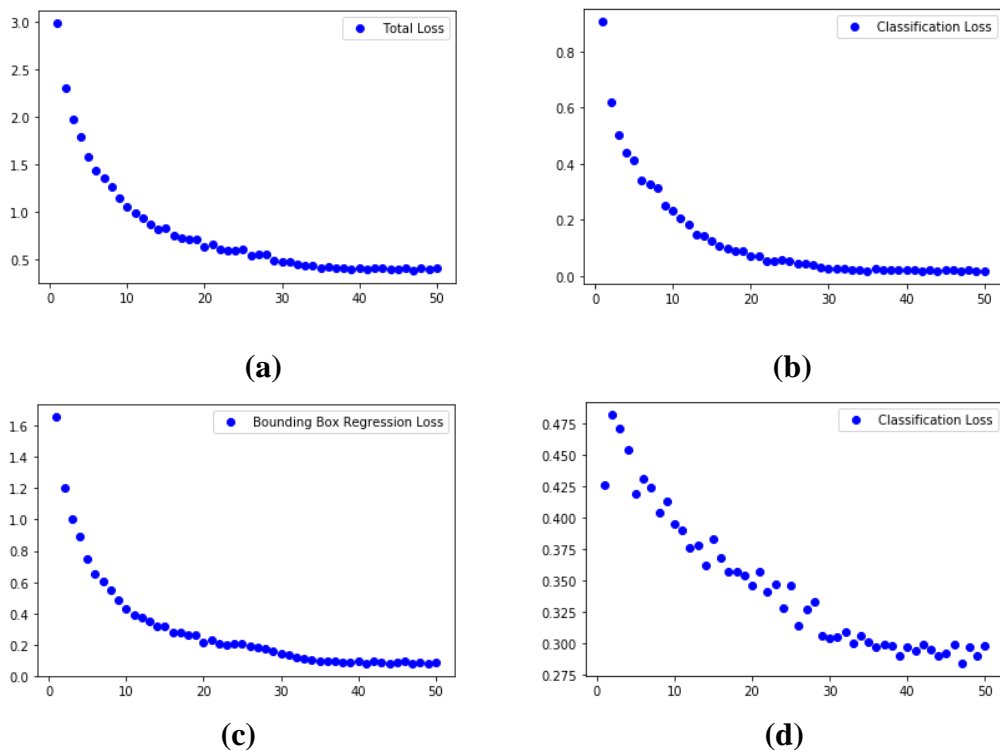 3.0
2.5
2.0
1.5
1.0
0.5
Total Loss
0 10 20 30 40 50
(a)
0.8
0.6
0.4
0.2
0.0
Classification Loss
0 10 20 30 40 50
(b)
1.6
1.4
1.2
1.0
0.8
0.6
0.4
0.2
0.0
Bounding Box Regression Loss
0 10 20 30 40 50
(c)
0.475
0.450
0.425
0.400
0.375
0.350
0.325
0.300
0.275
Classification Loss
0 10 20 30 40 50
(d)